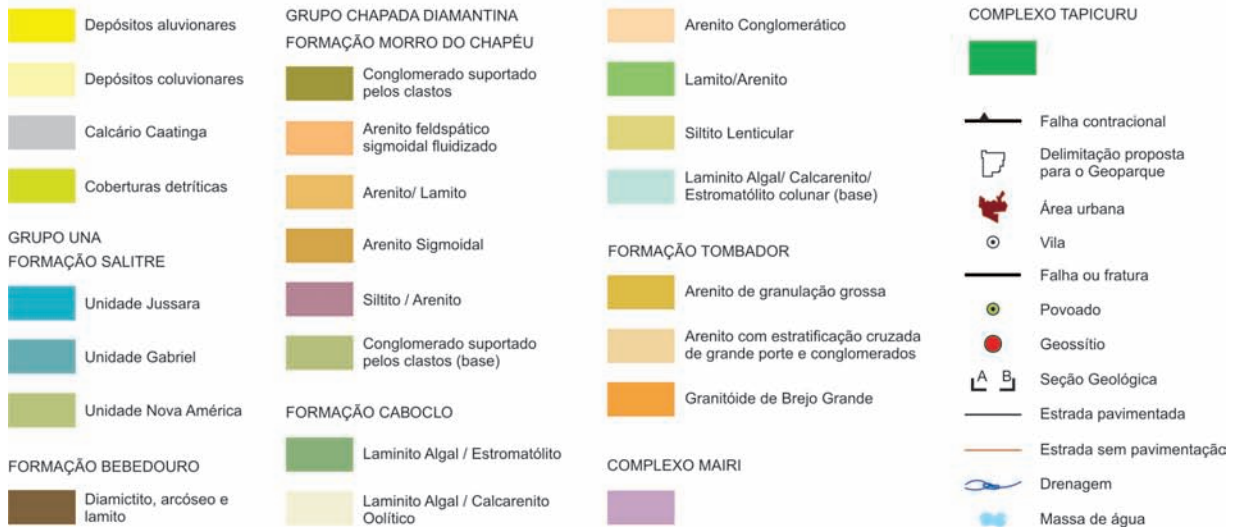 Depósitos aluvionares
Depósitos coluvionares
Calcário Caatinga
Coberturas detríticas
GRUPO UNA
FORMAÇÃO SALITRE
Unidade Jussara
Unidade Gabriel
Unidade Nova América
FORMAÇÃO BEBEDOURO
Diamictito, arcóseo e
lamito
GRUPO CHAPADA DIAMANTINA
FORMAÇÃO MORRO DO CHAPÉU
Conglomerado suportado
pelos clastos
Arenito feldspático
sigmoidal fluidizado
Arenito/ Lamito
Arenito Sigmoidal
Siltito / Arenito
Conglomerado suportado
pelos clastos (base)
FORMAÇÃO CABOCLO
Laminito Algal / Estromatólito
Laminito Algal / Calcarenito
Oolítico
Arenito Conglomerático
Lamito/Arenito
Siltito Lenticular
Laminito Algal/ Calcarenito/
Estromatólito colunar (base)
FORMAÇÃO TOMBADOR
Arenito de granulação grossa
Arenito com estratificação cruzada
de grande porte e conglomerados
Granitóide de Brejo Grande
COMPLEXO MAIRI
COMPLEXO TAPICURU
Falha contracional
Delimitação proposta
para o Geoparque
Área urbana
Vila
Falha ou fratura
Povoado
Geossítio
A B Seção Geológica
Estrada pavimentada
Estrada sem pavimentação
Drenagem
Massa de água